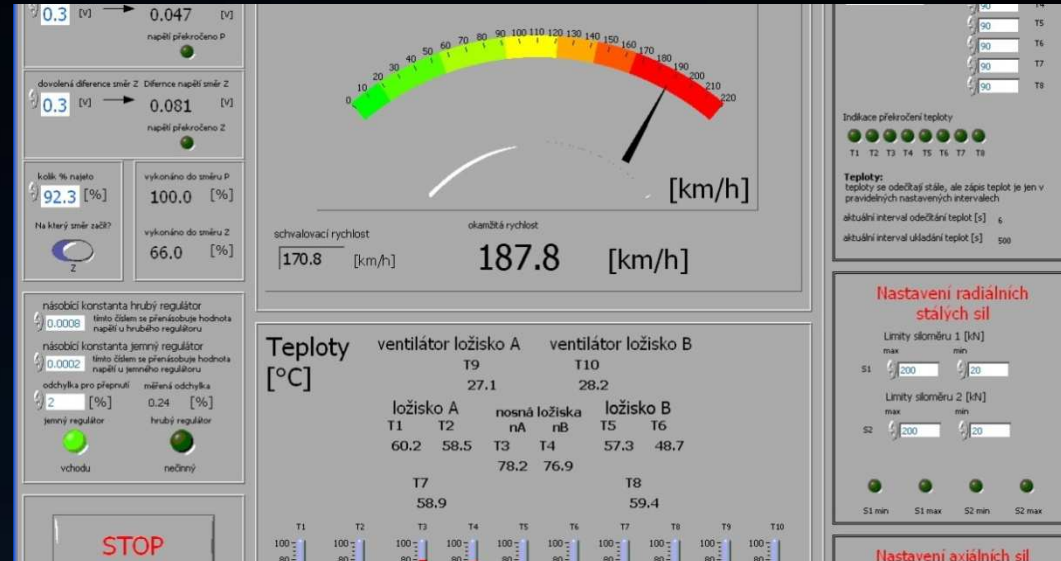 0.3 [V] 0.047 [V]
napětí překročeno P
dovolená diference směr Z Difernce napětí směr Z
0.3 [V] 0.081 [V]
napětí překročeno Z
kolik % najeto
92.3 [%]
Na který směr začít?
Z
vykonáno do směru P
100.0 [%]
vykonáno do směru Z
66.0 [%]
násobící konstanta hrubý regulátor
0.0008 tímto číslem se přenásobuje hodnota
napětí u hrubého regulátoru
násobící konstanta jemný regulátor
0.0002 tímto číslem se přenásobuje hodnota
napětí u jemného regulátoru
odchylka pro přepnutí měřená odchylka
2 [%] 0.24 [%]
jemný regulátor hrubý regulátor
vchodu nečinný
STOP
0 10 20 30 40 50 60 70 80 90 100 110 120 130 140 150 160 170 180 190 200 210 220
[km/h]
schvalovací rychlost
170.8 [km/h]
okamžitá rychlost
187.8 [km/h]
Teploty
[°C]
ventilátor ložisko A ventilátor ložisko B
T9 T10
27.1 28.2
ložisko A nosná ložiska ložisko B
T1 T2 nA nB T5 T6
60.2 58.5 T3 T4 57.3 48.7
78.2 76.9
T7 T8
58.9 59.4
T1 T2 T3 T4 T5 T6 T7 T8 T9 T10
100 100 100 100 100 100 100 100 100 100
80 80 80 80 80 80 80 80 80 80
90 T4
90 T5
90 T6
90 T7
90 T8
Indikace překročení teploty
T1 T2 T3 T4 T5 T6 T7 T8
Teploty:
teploty se odečítají stále, ale zápis teplot je jen v
pravidelných nastavených intervalech
aktuální interval odečítání teplot [s] 6
aktuální interval ukládání teplot [s] 500
Nastavení radiálních
stálých sil
Limity siloměru 1 [kN]
max min
S1 200 20
Limity siloměru 2 [kN]
max min
S2 200 20
S1 min S1 max S2 min S2 max
Nastavení axiálních sil